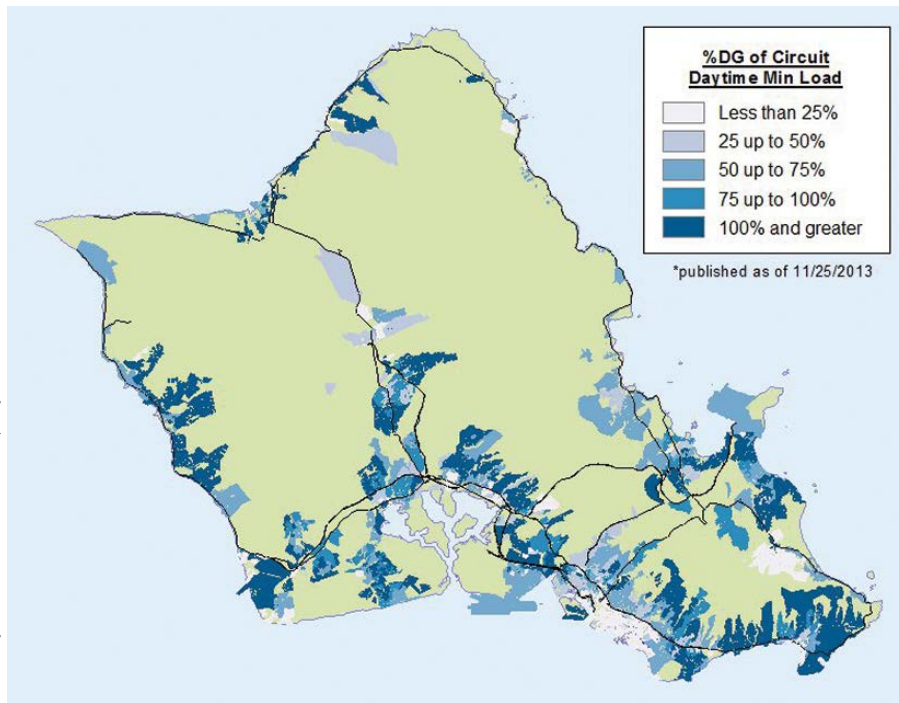 %DG of Circuit
Daytime Min Load
Less than 25%
25 up to 50%
50 up to 75%
75 up to 100%
100% and greater
*published as of 11/25/2013